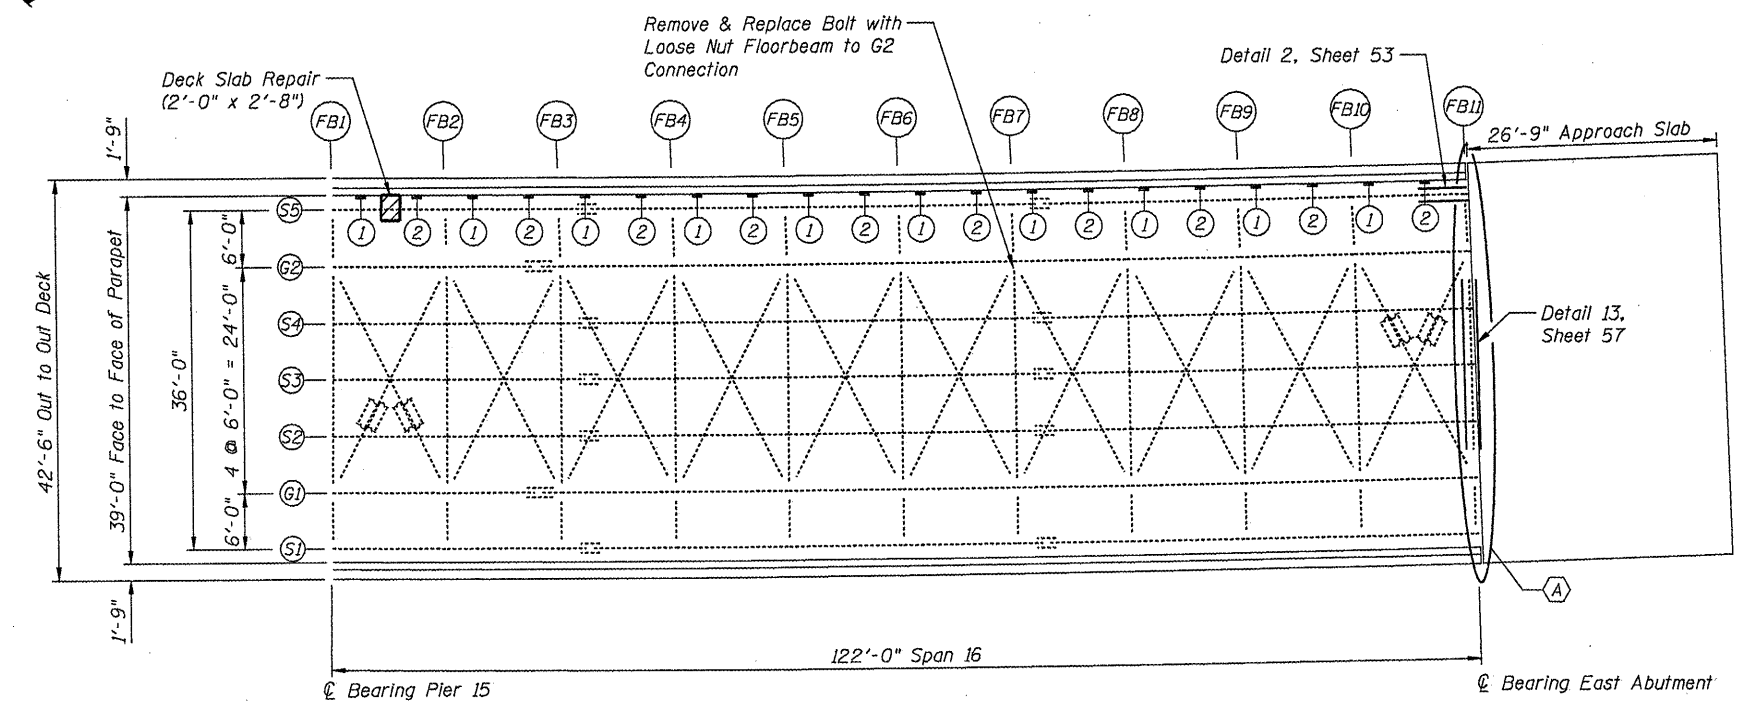 Remove & Replace Bolt with
Loose Nut Floorbeam to G2
Connection
Detail 2, Sheet 53
Deck Slab Repair
(2'-0" x 2'-8")
FB1 FB2 FB3 FB4 FB5 FB6 FB7 FB8 FB9 FB10 FB11
26'-9" Approach Slab
1'-9"
S5
1 2 1 2 1 2 1 2 1 2 1 2 1 2 1 2 1 2 1 2
6'-0"
G2
S4
Detail 13,
Sheet 57
42'-6" Out to Out Deck
39'-0" Face to Face of Parapet
36'-0"
4 @ 6'-0" = 24'-0"
S3
S2
G1
6'-0"
S1
A
1'-9"
122'-0" Span 16
℄ Bearing Pier 15
℄ Bearing East Abutment